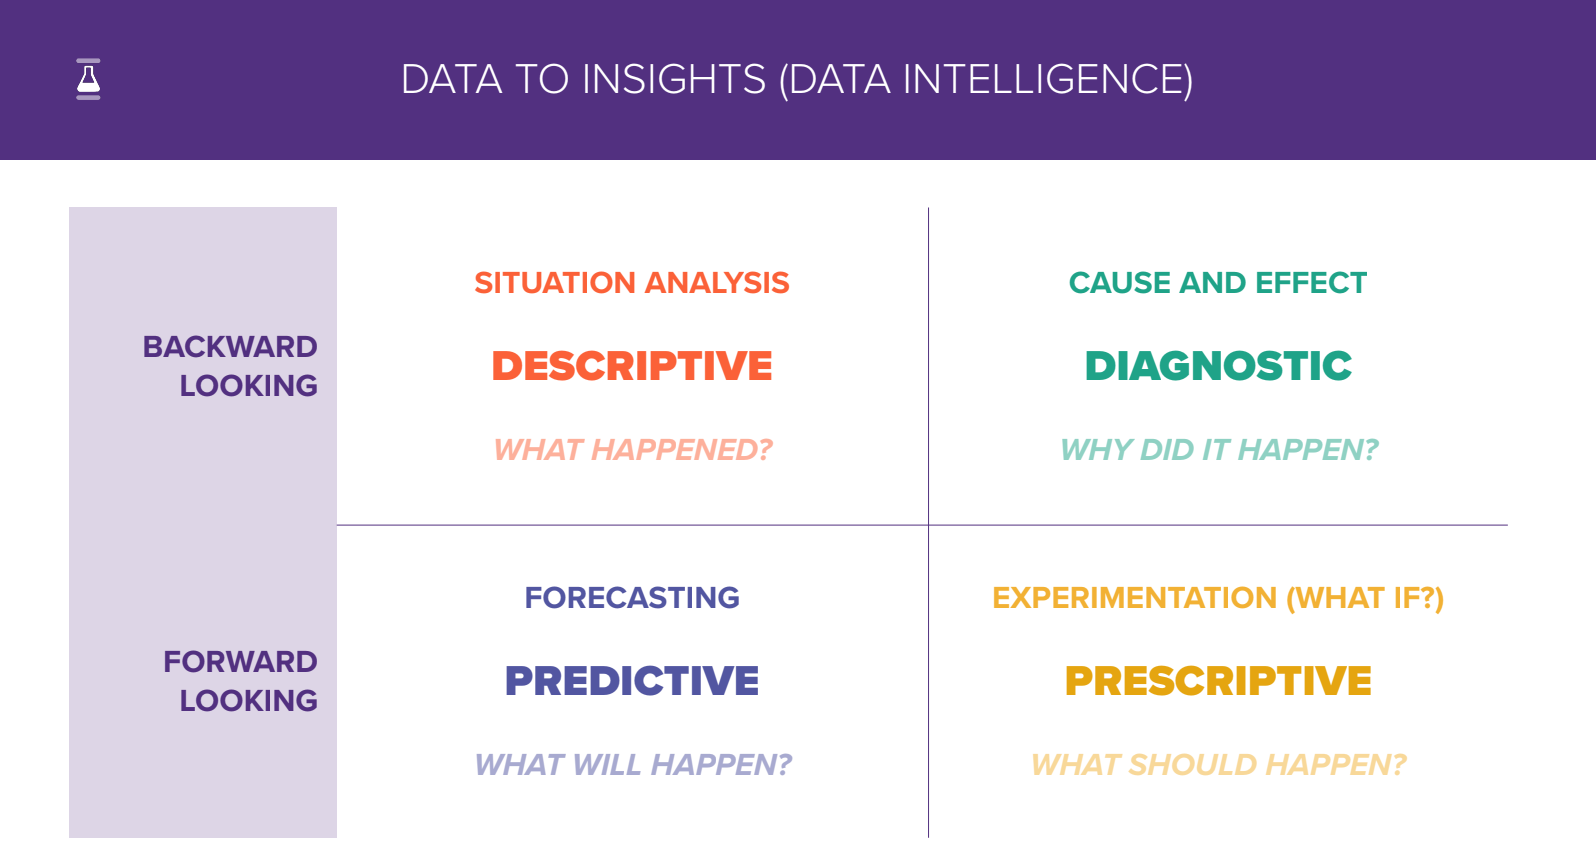 DATA TO INSIGHTS (DATA INTELLIGENCE)
BACKWARD
LOOKING
SITUATION ANALYSIS
DESCRIPTIVE
WHAT HAPPENED?
CAUSE AND EFFECT
DIAGNOSTIC
WHY DID IT HAPPEN?
FORWARD
LOOKING
FORECASTING
PREDICTIVE
WHAT WILL HAPPEN?
EXPERIMENTATION (WHAT IF?)
PRESCRIPTIVE
WHAT SHOULD HAPPEN?